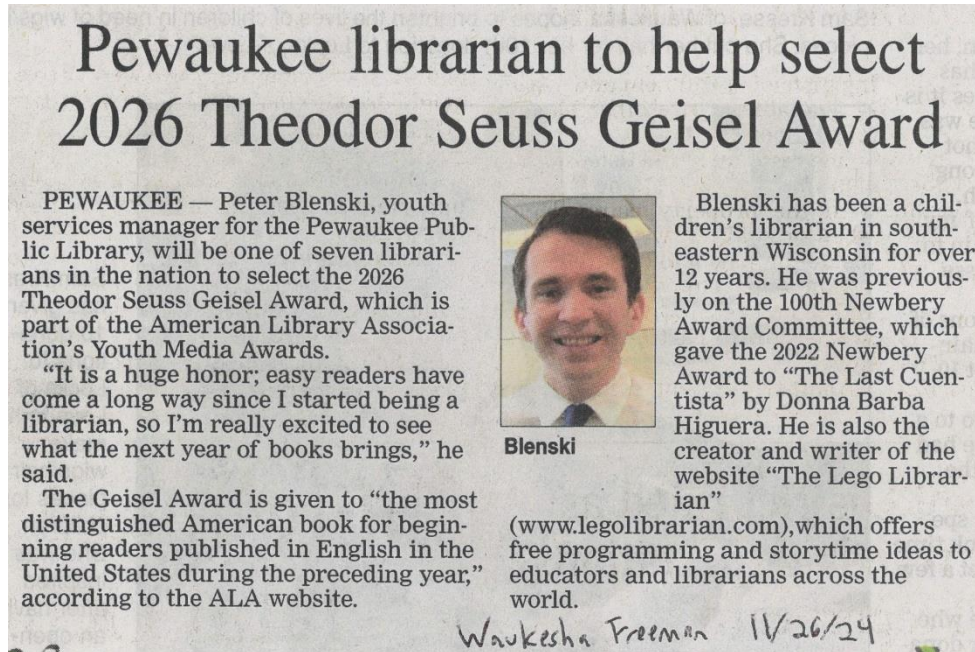 Pewaukee librarian to help select
2026 Theodor Seuss Geisel Award
PEWAUKEE — Peter Blenski, youth
services manager for the Pewaukee Pub-
lic Library, will be one of seven librari-
ans in the nation to select the 2026
Theodor Seuss Geisel Award, which is
part of the American Library Associa-
tion's Youth Media Awards.
"It is a huge honor; easy readers have
come a long way since I started being a
librarian, so I'm really excited to see
what the next year of books brings," he
said.
The Geisel Award is given to "the most
distinguished American book for begin-
ning readers published in English in the
United States during the preceding year,"
according to the ALA website.
Blenski
Blenski has been a chil-
dren's librarian in south-
eastern Wisconsin for over
12 years. He was previous-
ly on the 100th Newbery
Award Committee, which
gave the 2022 Newbery
Award to "The Last Cuen-
tista" by Donna Barba
Higuera. He is also the
creator and writer of the
website "The Lego Librar-
ian"
(www.legolibrarian.com),which offers
free programming and storytime ideas to
educators and librarians across the
world.
Waukesha Freeman 11/26/24